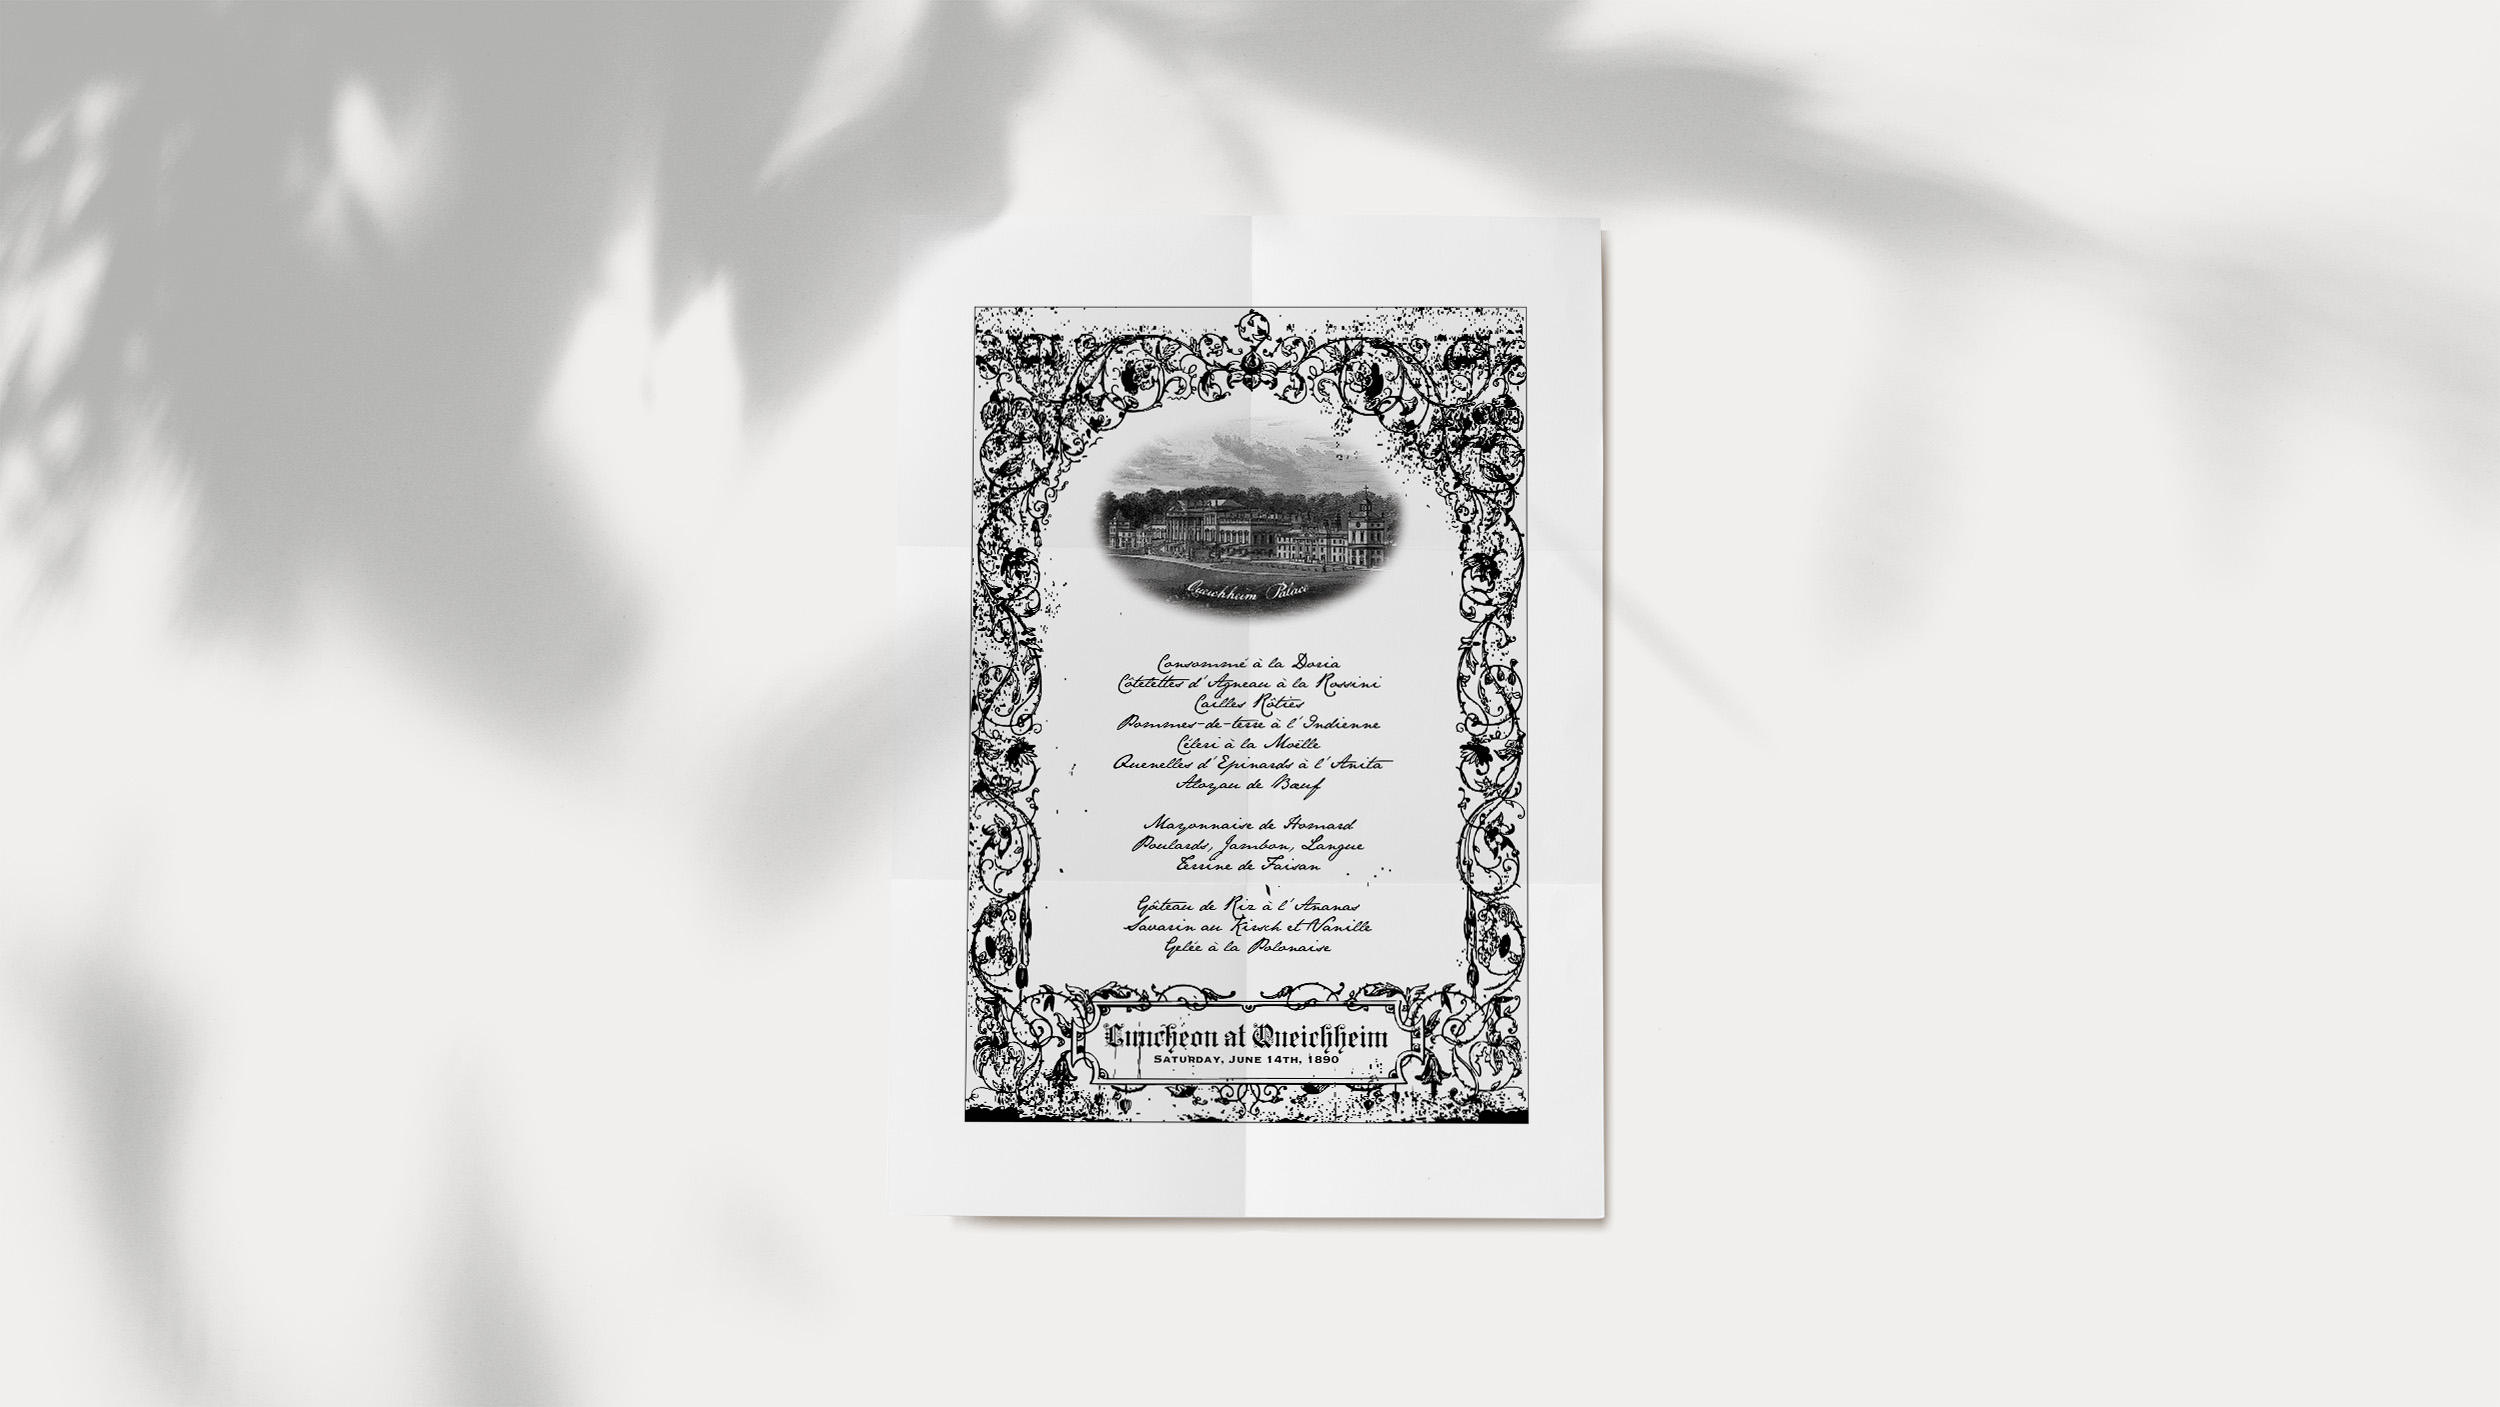 Queichheim Palace
Consommé à la Doria
Côtelettes d'Agneau à la Rossini
Cailles Rôties
Pommes-de-terre à l'Indienne
Céleri à la Moëlle
Quenelles d'Epinards à l'Anita
Aloyau de Bœuf
Mayonnaise de Homard
Poulards, Jambon, Langue
Terrine de Faisan
Gâteau de Riz à l'Ananas
Savarin au Kirsch et Vanille
Gelée à la Polonaise
Luncheon at Queichheim
Saturday, June 14th, 1890